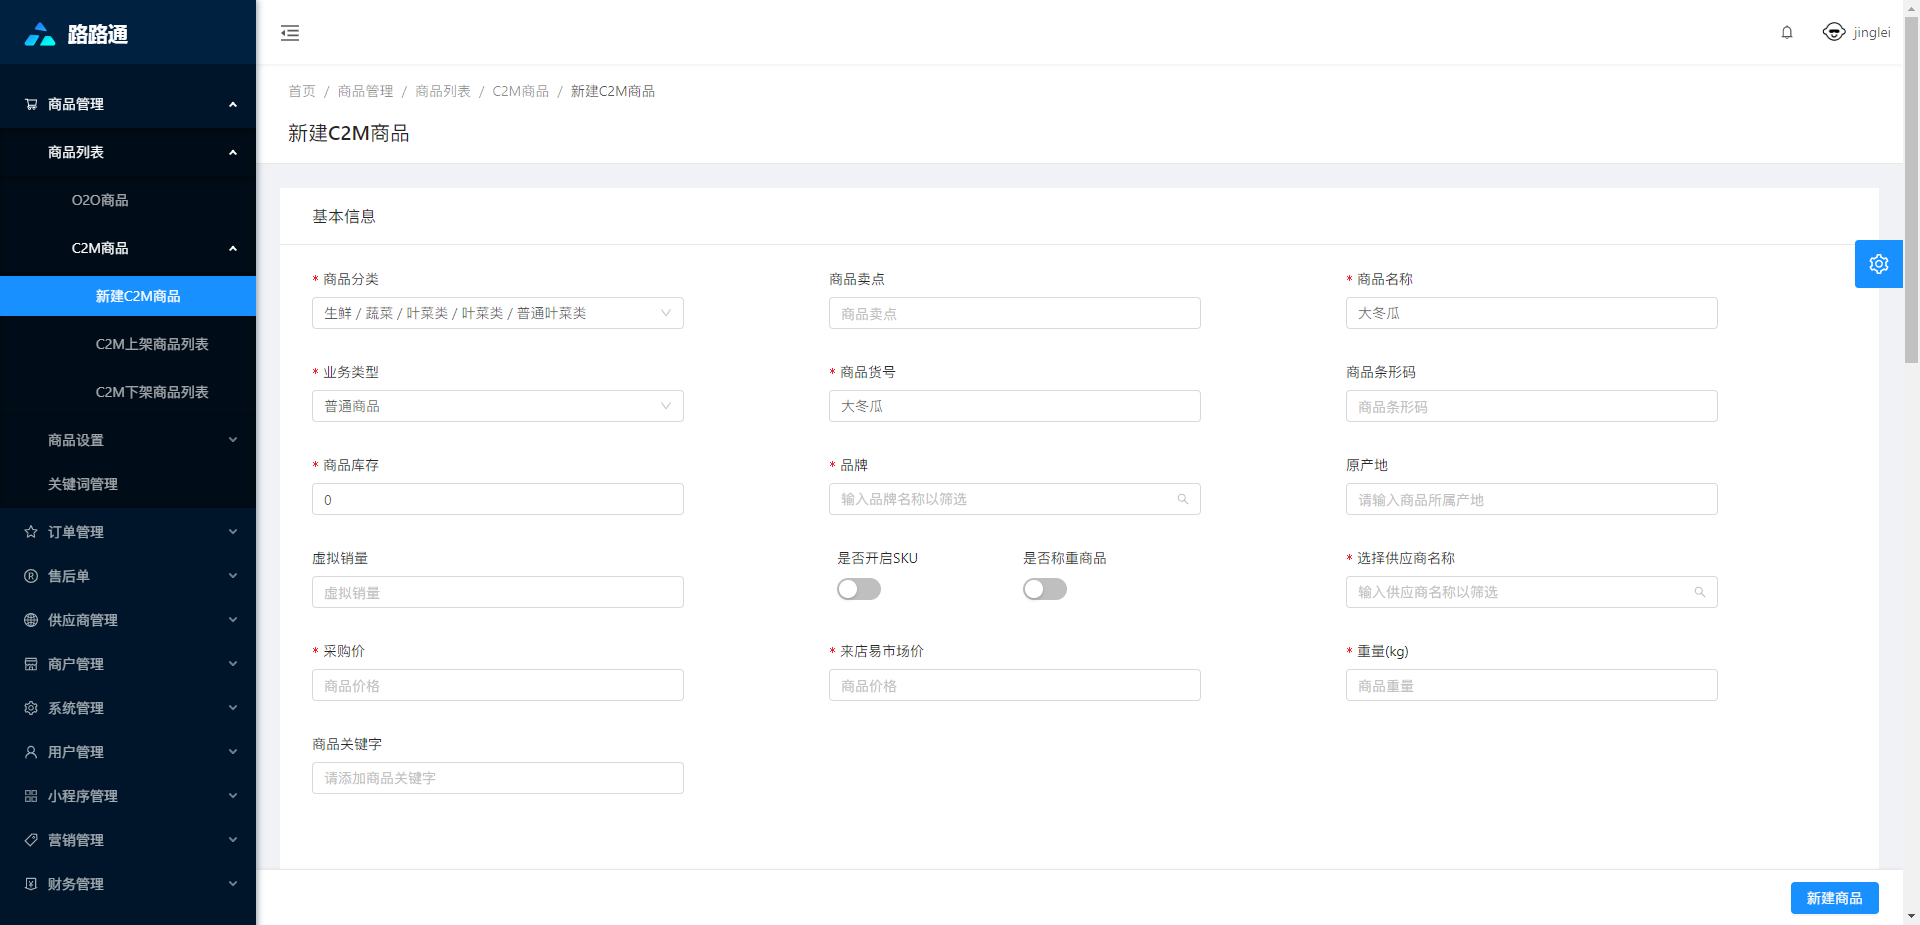 路路通
jinglei
商品管理
商品列表
O2O商品
C2M商品
新建C2M商品
C2M上架商品列表
C2M下架商品列表
商品设置
关键词管理
订单管理
售后单
供应商管理
商户管理
系统管理
用户管理
小程序管理
营销管理
财务管理
首页 / 商品管理 / 商品列表 / C2M商品 / 新建C2M商品
新建C2M商品
基本信息
* 商品分类
生鲜 / 蔬菜 / 叶菜类 / 叶菜类 / 普通叶菜类
商品卖点
商品卖点
* 商品名称
大冬瓜
* 业务类型
普通商品
* 商品货号
大冬瓜
商品条形码
商品条形码
* 商品库存
0
* 品牌
输入品牌名称以筛选
原产地
请输入商品所属产地
虚拟销量
虚拟销量
是否开启SKU
是否称重商品
* 选择供应商名称
输入供应商名称以筛选
* 采购价
商品价格
* 来店易市场价
商品价格
* 重量(kg)
商品重量
商品关键字
请添加商品关键字
新建商品